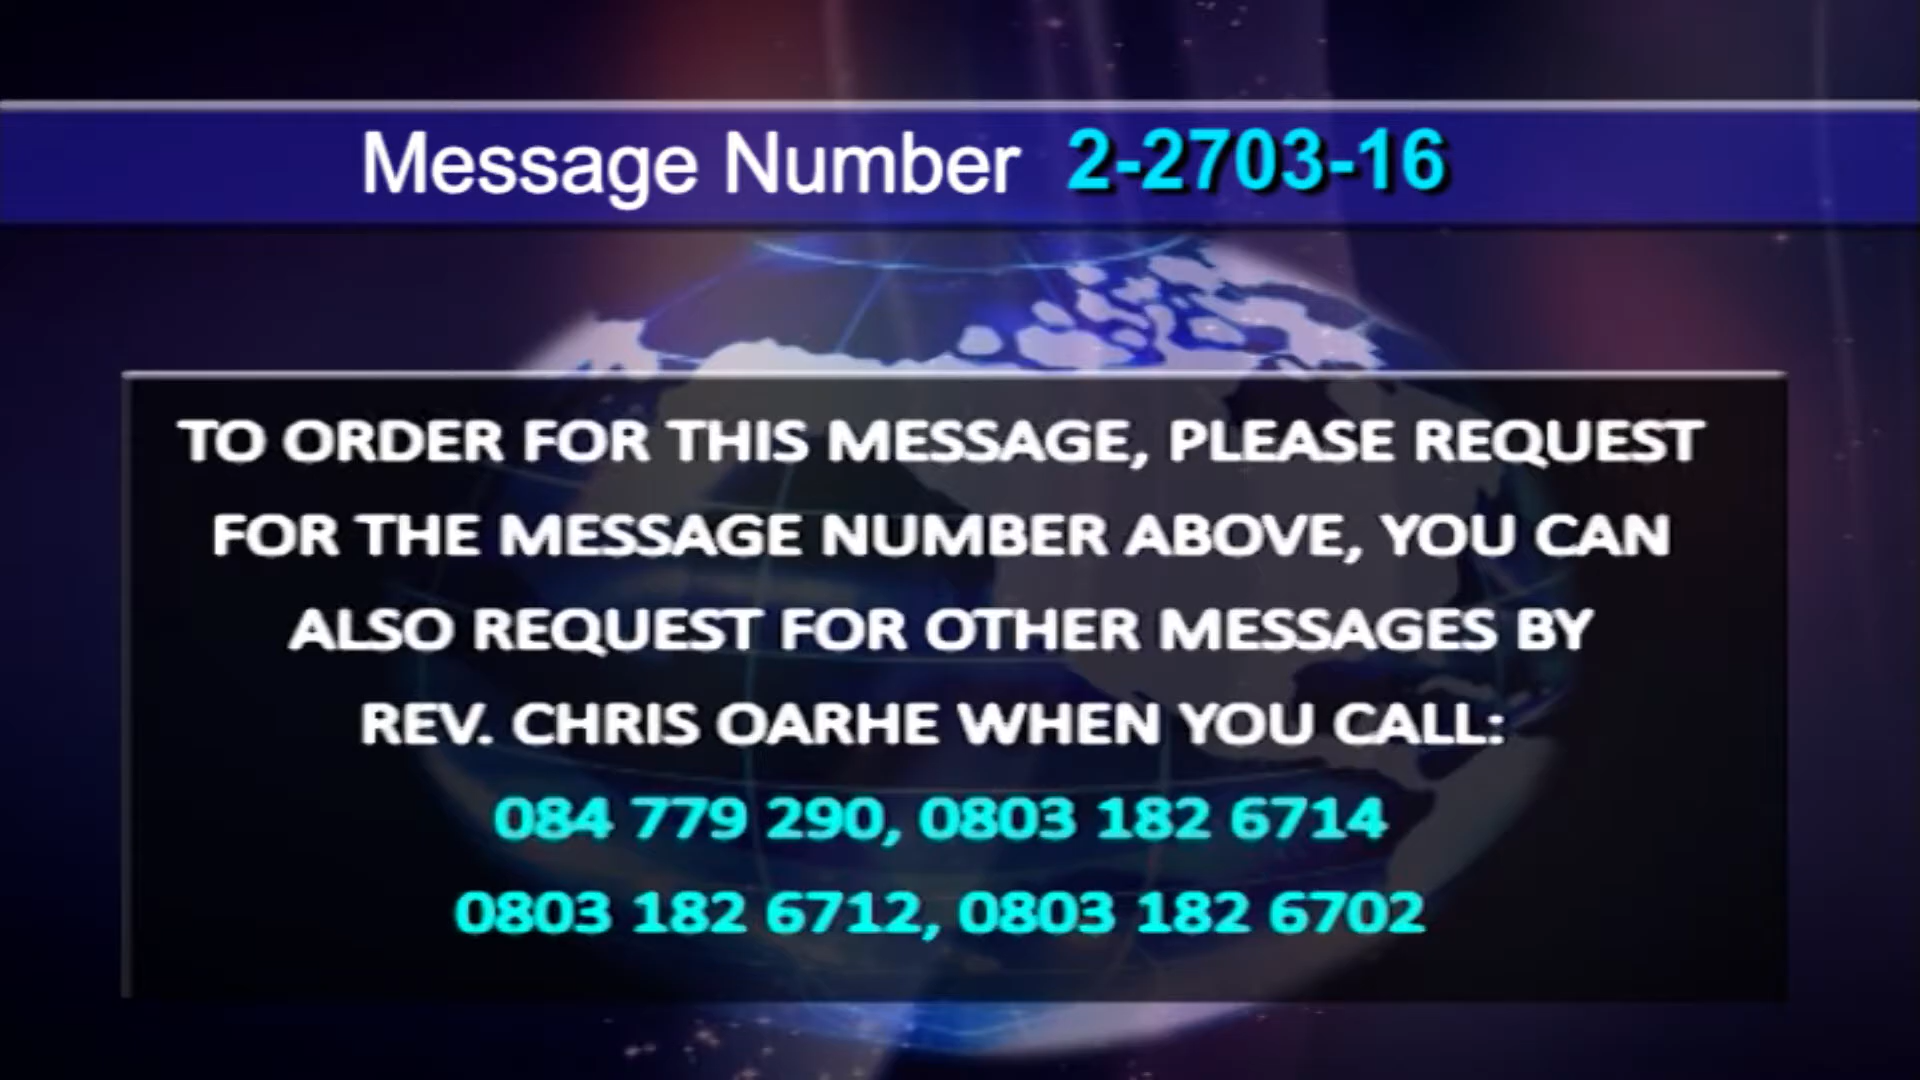 Message Number 2-2703-16
TO ORDER FOR THIS MESSAGE, PLEASE REQUEST
FOR THE MESSAGE NUMBER ABOVE, YOU CAN
ALSO REQUEST FOR OTHER MESSAGES BY
REV. CHRIS OARHE WHEN YOU CALL:
084 779 290, 0803 182 6714
0803 182 6712, 0803 182 6702